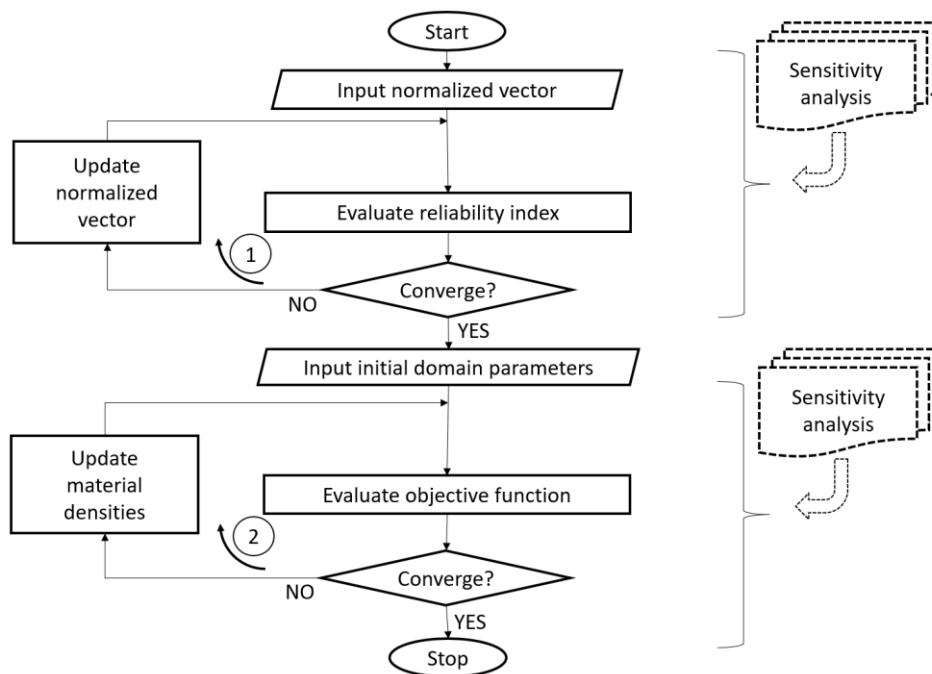 Start
Input normalized vector
Sensitivity
analysis
Update
normalized
vector
Evaluate reliability index
1
Converge?
NO
YES
Input initial domain parameters
Sensitivity
analysis
Update
material
densities
Evaluate objective function
2
Converge?
NO
YES
Stop